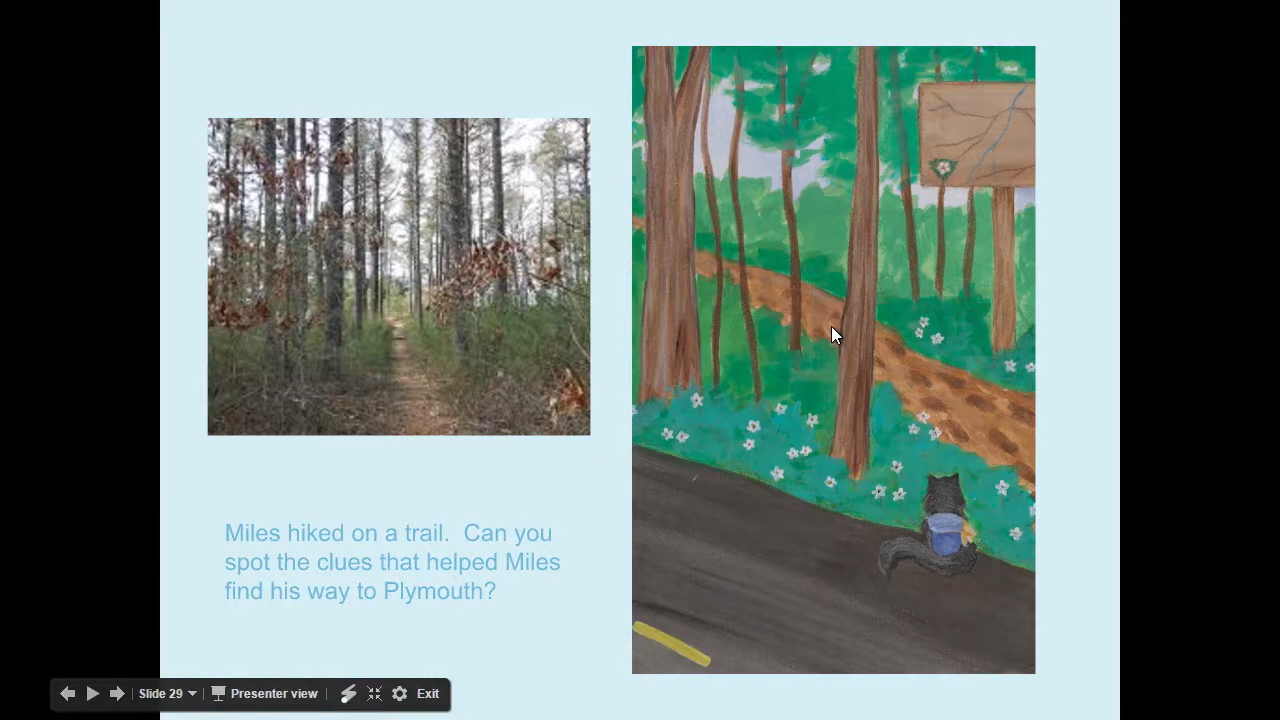 Miles hiked on a trail.  Can you
spot the clues that helped Miles
find his way to Plymouth?
Slide 29
Presenter view
Exit